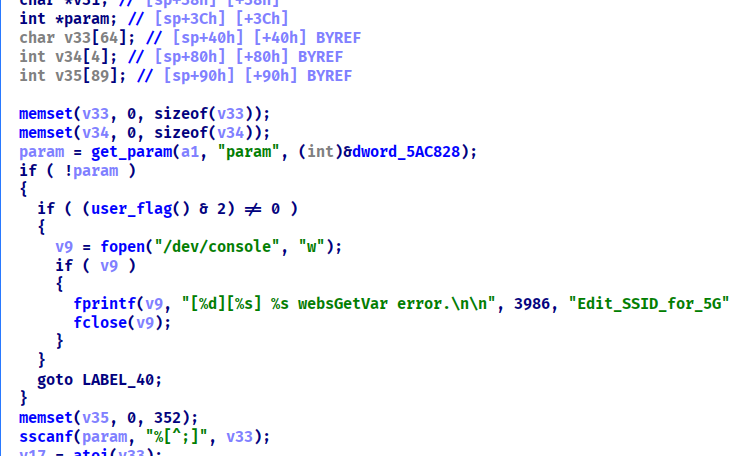 char *v31; // [sp+38h] [+38h]
int *param; // [sp+3Ch] [+3Ch]
char v33[64]; // [sp+40h] [+40h] BYREF
int v34[4]; // [sp+80h] [+80h] BYREF
int v35[89]; // [sp+90h] [+90h] BYREF
memset(v33, 0, sizeof(v33));
memset(v34, 0, sizeof(v34));
param = get_param(a1, "param", (int)&dword_5AC828);
if ( !param )
{
if ( (user_flag() & 2) != 0 )
{
v9 = fopen("/dev/console", "w");
if ( v9 )
{
fprintf(v9, "[%d][%s] %s websGetVar error.\n\n", 3986, "Edit_SSID_for_5G"
fclose(v9);
}
}
goto LABEL_40;
}
memset(v35, 0, 352);
sscanf(param, "%[^;]", v33);
v17 = atoi(v33);